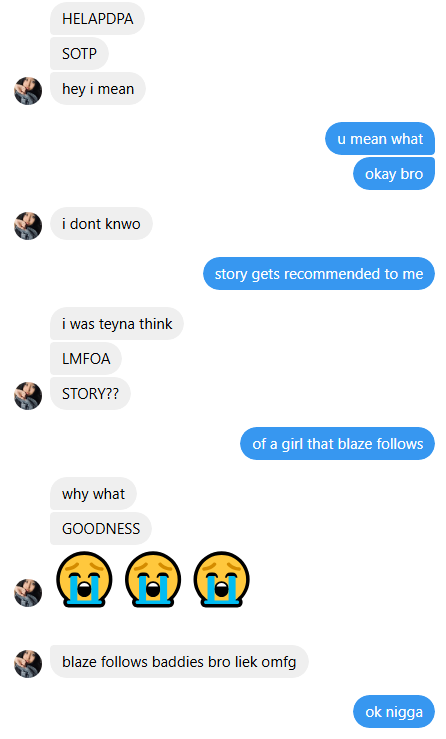 HELAPDPA
SOTP
hey i mean
u mean what
okay bro
i dont knwo
story gets recommended to me
i was teyna think
LMFOA
STORY??
of a girl that blaze follows
why what
GOODNESS
😭 😭 😭
blaze follows baddies bro liek omfg
ok nigga